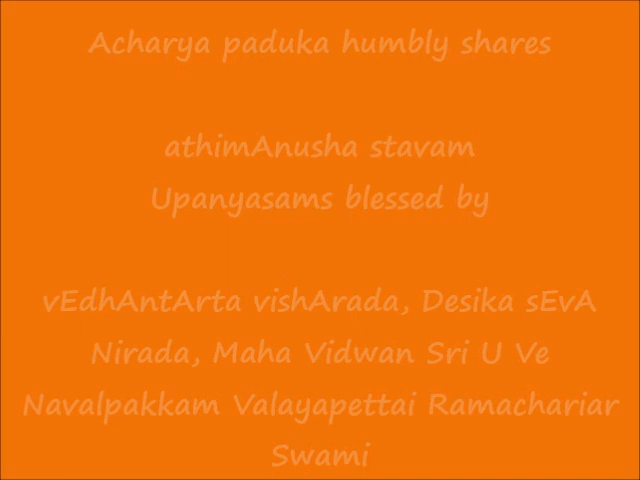 Acharya paduka humbly shares
athimAnusha stavam
Upanyasams blessed by
vEdhAntArta vishArada, Desika sEvA
Nirada, Maha Vidwan Sri U Ve
Navalpakkam Valayapettai Ramachariar
Swami